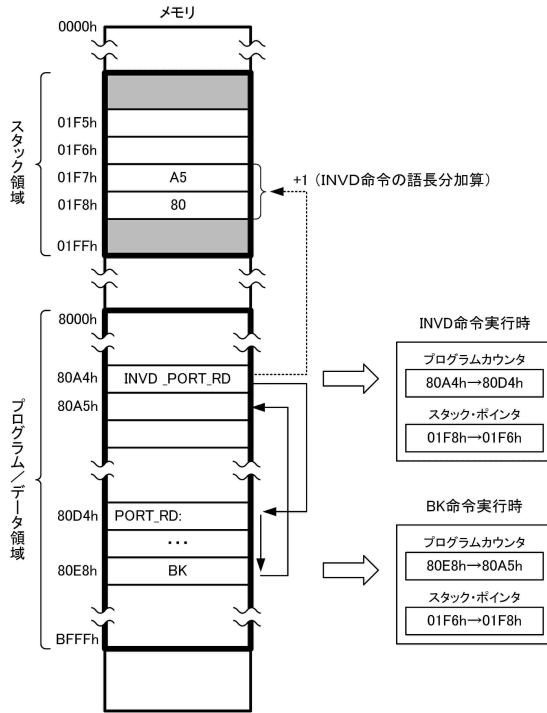 メモリ
0000h
スタック領域
01F5h
01F6h
01F7h A5
01F8h 80
01FFh
+1 (INVD命令の語長分加算)
プログラム/データ領域
8000h
80A4h INVD _PORT_RD
80A5h
80D4h PORT_RD:
...
80E8h BK
BFFFh
INVD命令実行時
プログラムカウンタ
80A4h→80D4h
スタック・ポインタ
01F8h→01F6h
BK命令実行時
プログラムカウンタ
80E8h→80A5h
スタック・ポインタ
01F6h→01F8h